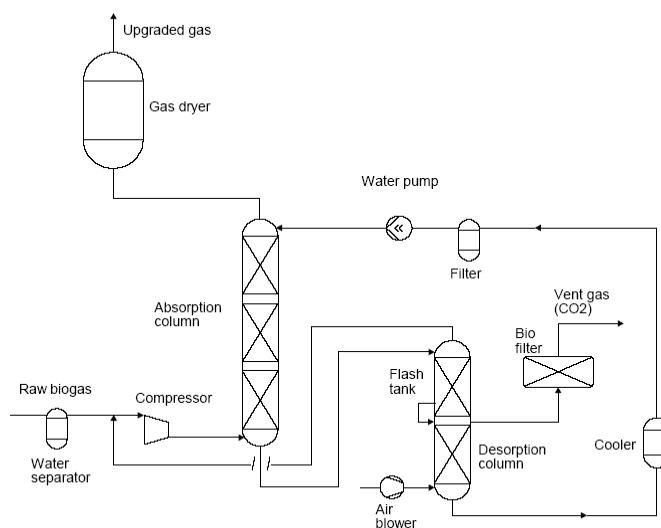 Upgraded gas
Gas dryer
Water pump
Filter
Vent gas
(CO2)
Bio
filter
Absorption
column
Flash
tank
Raw biogas
Compressor
Water
separator
Desorption
column
Cooler
Air
blower